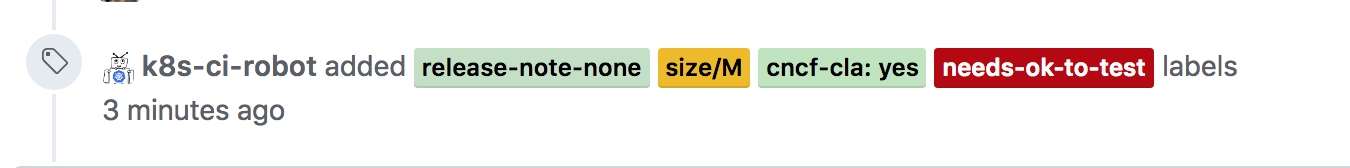 k8s-ci-robot added release-note-none size/M cncf-cla: yes needs-ok-to-test labels
3 minutes ago